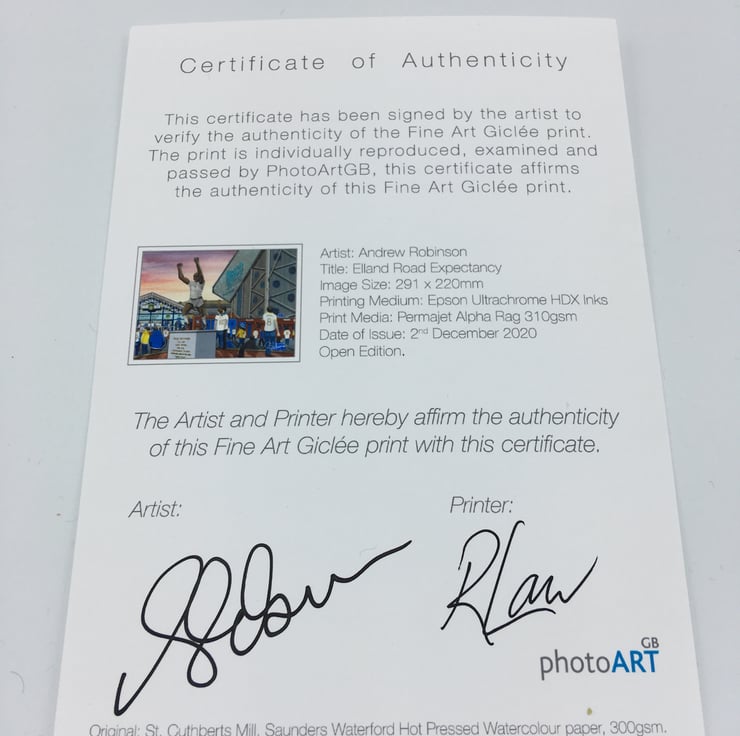 Certificate of Authenticity
This certificate has been signed by the artist to
verify the authenticity of the Fine Art Giclée print.
The print is individually reproduced, examined and
passed by PhotoArtGB, this certificate affirms
the authenticity of this Fine Art Giclée print.
Artist: Andrew Robinson
Title: Elland Road Expectancy
Image Size: 291 x 220mm
Printing Medium: Epson Ultrachrome HDX Inks
Print Media: Permajet Alpha Rag 310gsm
Date of Issue: 2nd December 2020
Open Edition.
The Artist and Printer hereby affirm the authenticity
of this Fine Art Giclée print with this certificate.
Artist:
Printer:
R Law
GB
photoART
Original: St. Cuthberts Mill, Saunders Waterford Hot Pressed Watercolour paper, 300gsm.